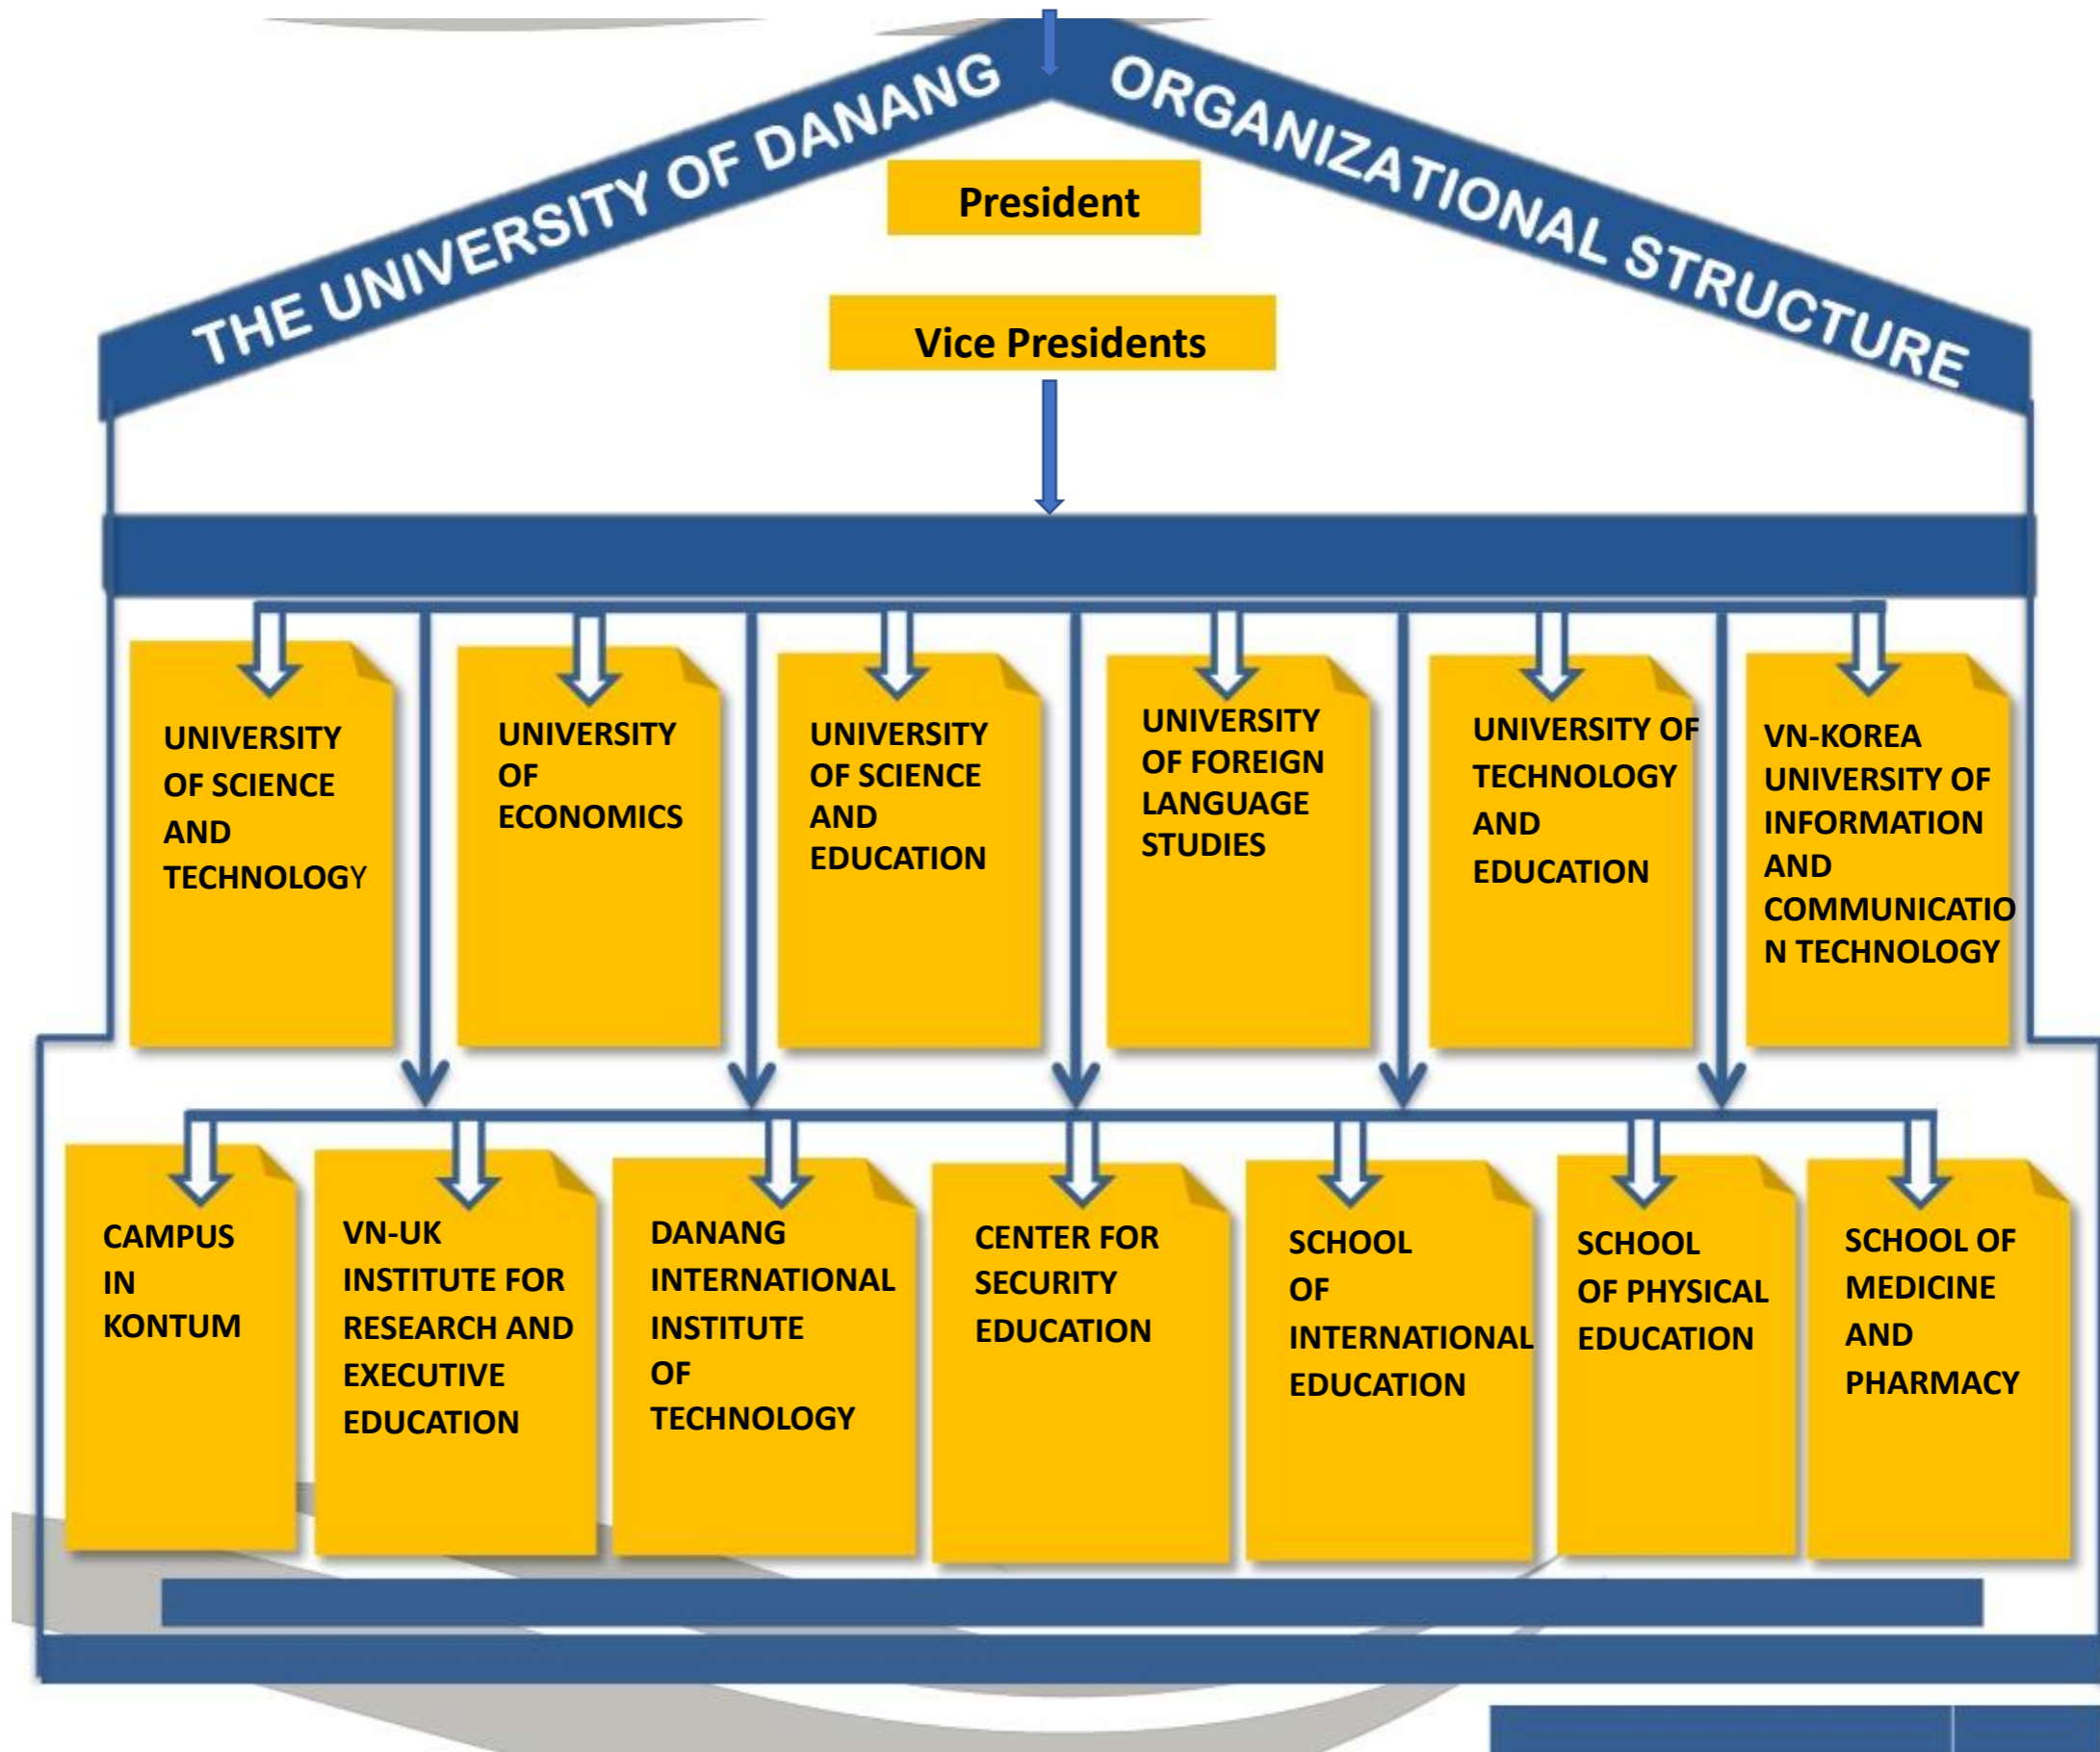 THE UNIVERSITY OF DANANG
ORGANIZATIONAL STRUCTURE
President
Vice Presidents
UNIVERSITY
OF SCIENCE
AND
TECHNOLOGY
UNIVERSITY
OF
ECONOMICS
UNIVERSITY
OF SCIENCE
AND
EDUCATION
UNIVERSITY
OF FOREIGN
LANGUAGE
STUDIES
UNIVERSITY OF
TECHNOLOGY
AND
EDUCATION
VN-KOREA
UNIVERSITY OF
INFORMATION
AND
COMMUNICATIO
N TECHNOLOGY
CAMPUS
IN
KONTUM
VN-UK
INSTITUTE FOR
RESEARCH AND
EXECUTIVE
EDUCATION
DANANG
INTERNATIONAL
INSTITUTE
OF
TECHNOLOGY
CENTER FOR
SECURITY
EDUCATION
SCHOOL
OF
INTERNATIONAL
EDUCATION
SCHOOL
OF PHYSICAL
EDUCATION
SCHOOL OF
MEDICINE
AND
PHARMACY